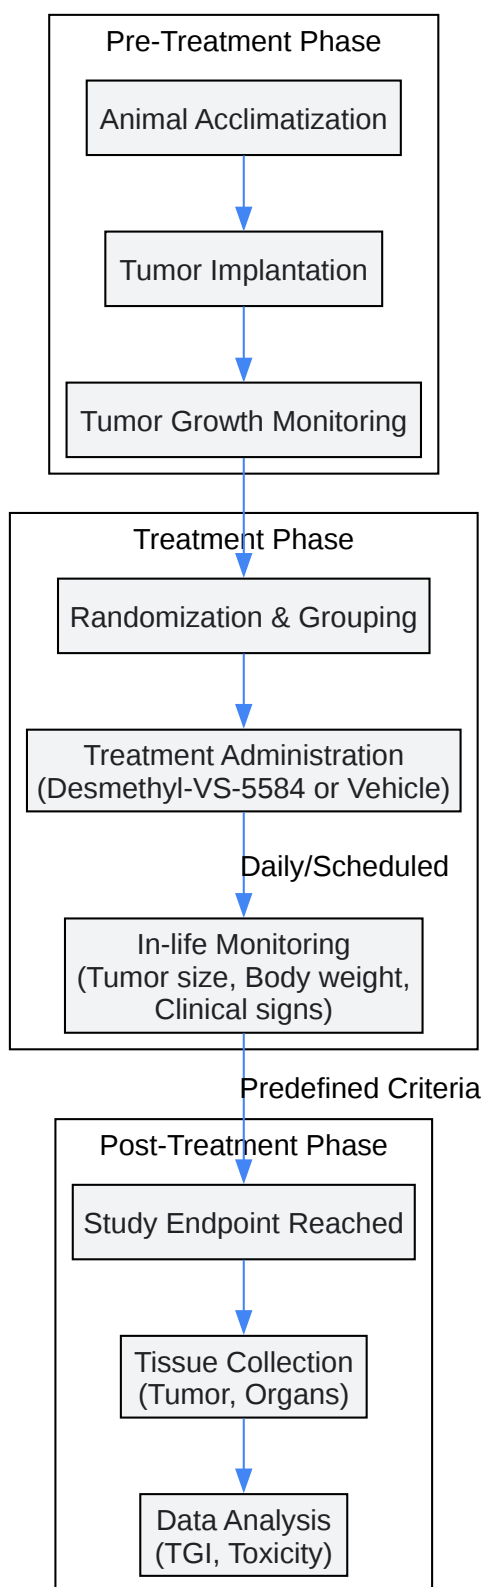 Pre-Treatment Phase
Animal Acclimatization
Tumor Implantation
Tumor Growth Monitoring
Treatment Phase
Randomization & Grouping
Treatment Administration
(Desmethyl-VS-5584 or Vehicle)
Daily/Scheduled
In-life Monitoring
(Tumor size, Body weight,
Clinical signs)
Predefined Criteria
Post-Treatment Phase
Study Endpoint Reached
Tissue Collection
(Tumor, Organs)
Data Analysis
(TGI, Toxicity)